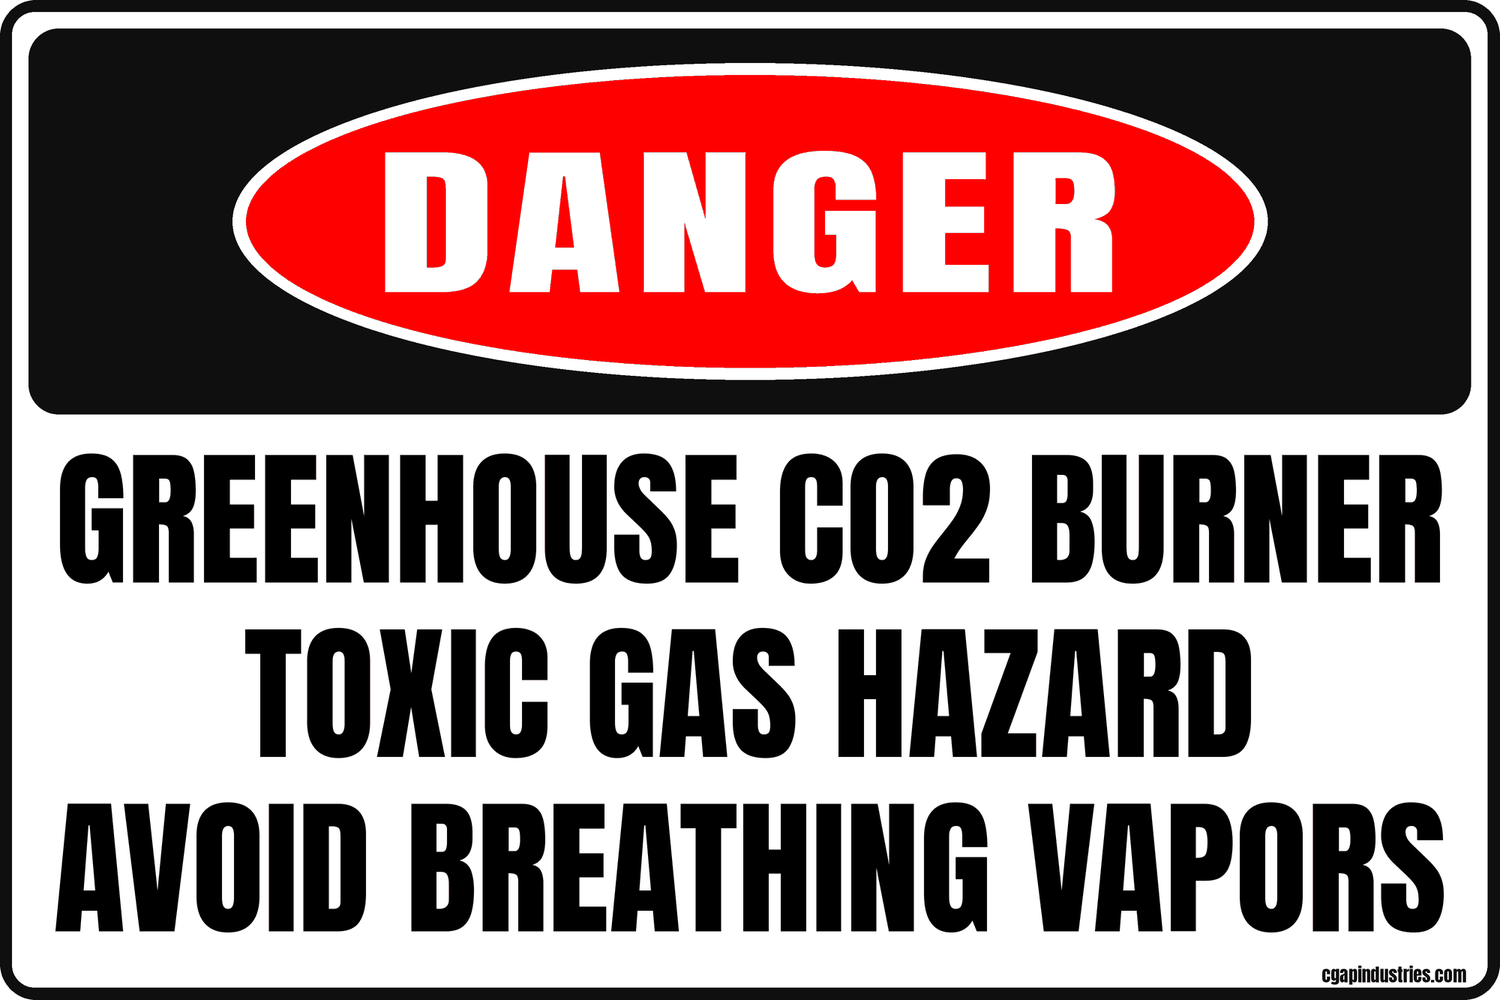 DANGER
GREENHOUSE CO2 BURNER
TOXIC GAS HAZARD
AVOID BREATHING VAPORS
cgapindustries.com